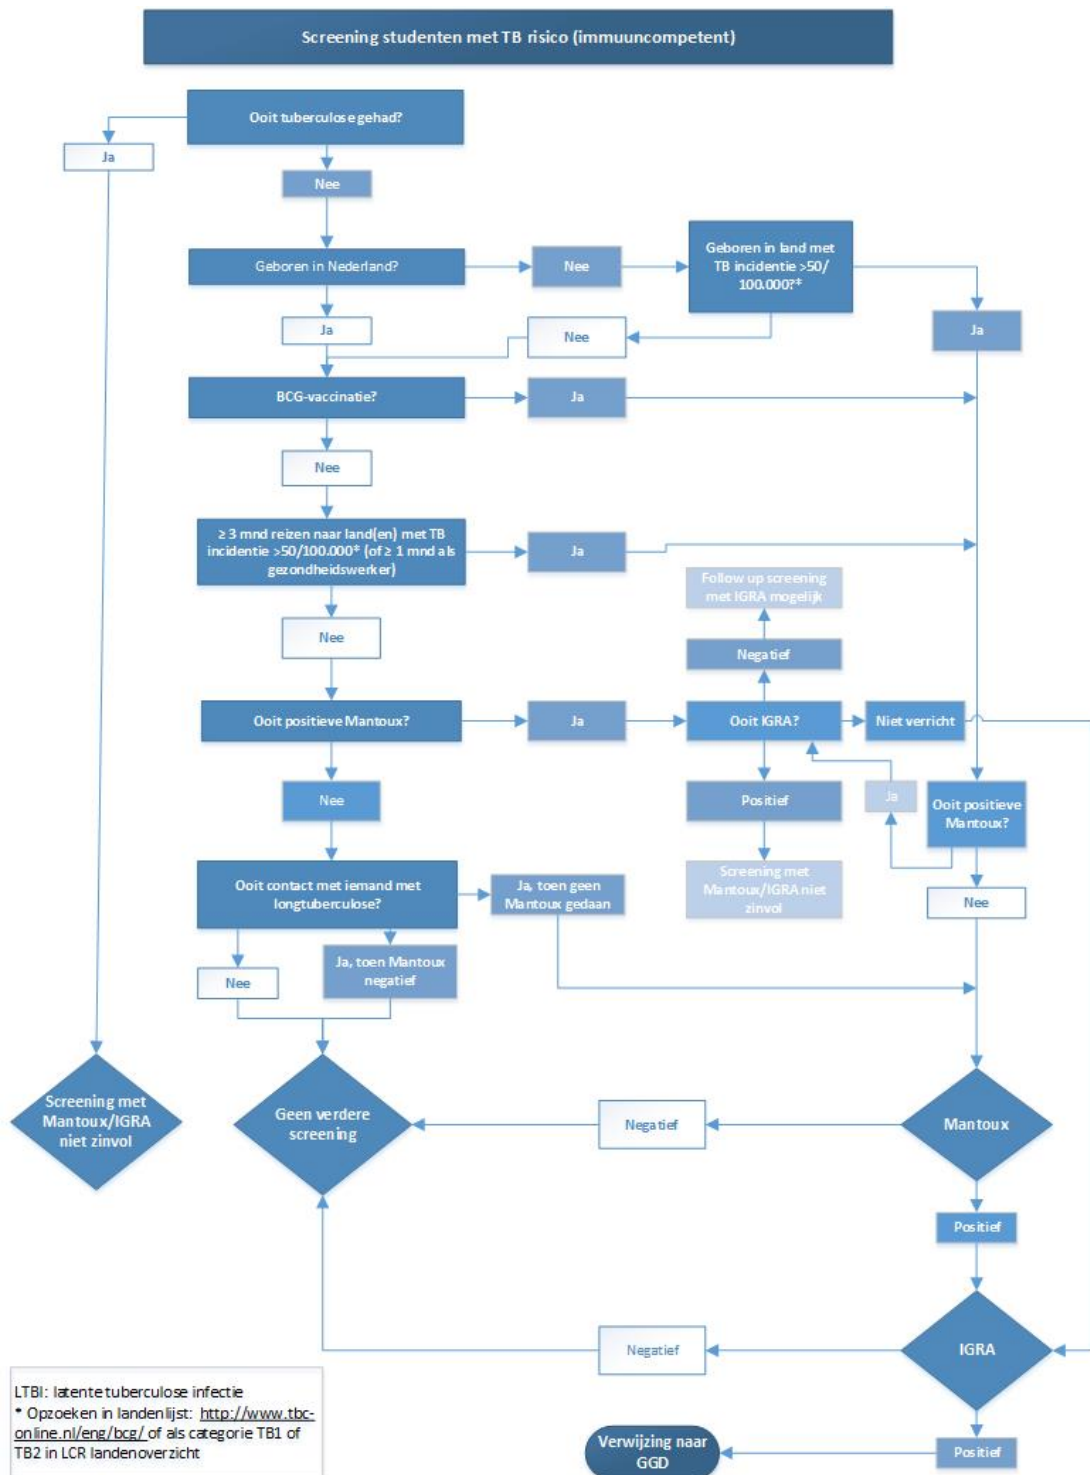 Screening studenten met TB risico (immuuncompetent)
Ooit tuberculose gehad?
Ja
Nee
Geboren in Nederland?
Nee
Geboren in land met
TB incidentie >50/
100.000?*
Ja
Nee
Ja
BCG-vaccinatie?
Ja
Nee
≥ 3 mnd reizen naar land(en) met TB
incidentie >50/100.000* (of ≥ 1 mnd als
gezondheidswerker)
Ja
Follow up screening
met IGRA mogelijk
Nee
Negatief
Ooit positieve Mantoux?
Ja
Ooit IGRA?
Niet verricht
Nee
Positief
Ja
Ooit positieve
Mantoux?
Ooit contact met iemand met
longtuberculose?
Ja, toen geen
Mantoux gedaan
Screening met
Mantoux/IGRA niet
zinvol
Nee
Nee
Ja, toen Mantoux
negatief
Screening met
Mantoux/IGRA
niet zinvol
Geen verdere
screening
Negatief
Mantoux
Positief
Negatief
IGRA
LTBI: latente tuberculose infectie
* Opzoeken in landenlijst: http://www.tbc-
online.nl/eng/bcg/ of als categorie TB1 of
TB2 in LCR landenoverzicht
Verwijzing naar
GGD
Positief